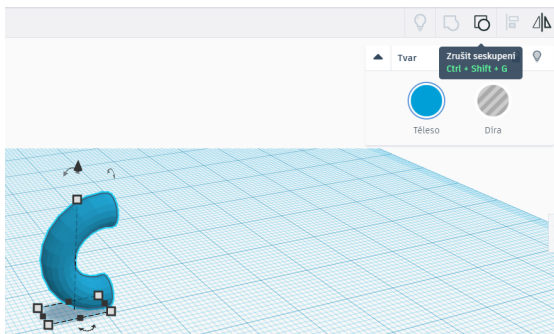 Tvar
Zrušit seskupení
Ctrl + Shift + G
Těleso
Díra